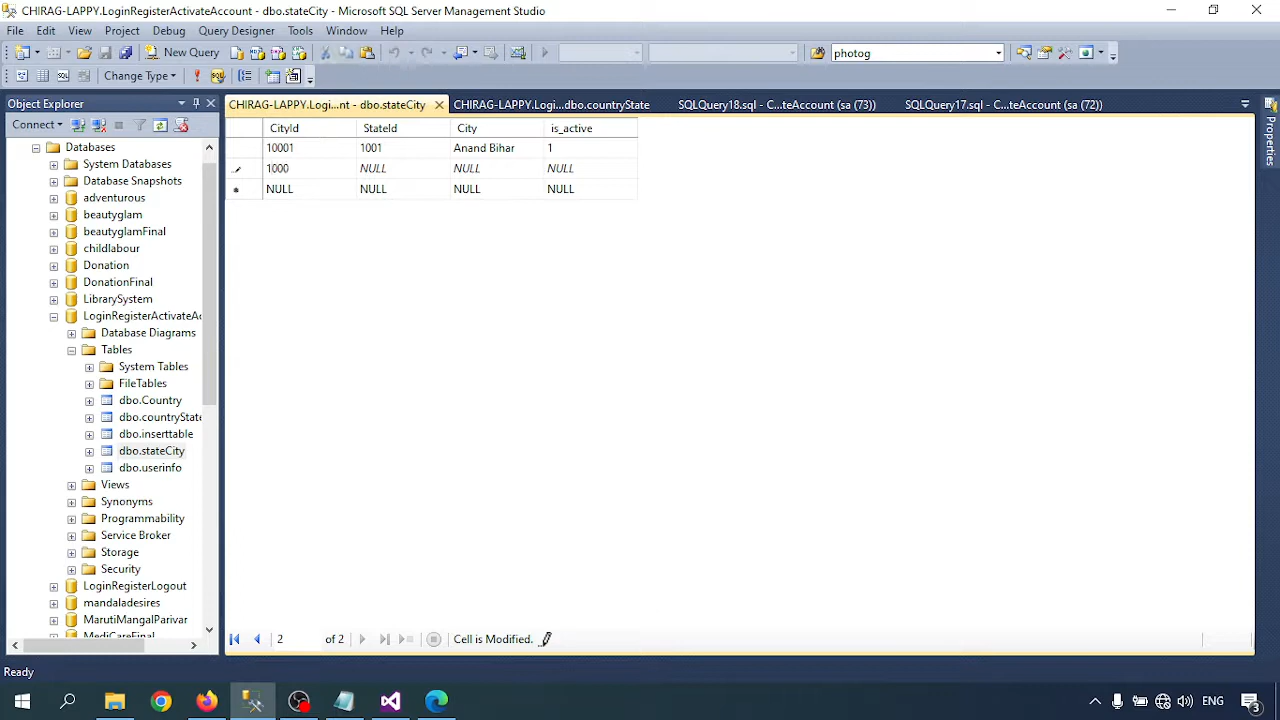 CHIRAG-LAPPY.LoginRegisterActivateAccount - dbo.stateCity - Microsoft SQL Server Management Studio
File Edit View Project Debug Query Designer Tools Window Help
New Query photog
Change Type
Object Explorer
Connect
Databases
System Databases
Database Snapshots
adventurous
beautyglam
beautyglamFinal
childlabour
Donation
DonationFinal
LibrarySystem
LoginRegisterActivateAc
Database Diagrams
Tables
System Tables
FileTables
dbo.Country
dbo.countryState
dbo.inserttable
dbo.stateCity
dbo.userinfo
Views
Synonyms
Programmability
Service Broker
Storage
Security
LoginRegisterLogout
mandaladesires
MarutiMangalParivar
MediCareFinal
CHIRAG-LAPPY.Logi...nt - dbo.stateCity CHIRAG-LAPPY.Logi...dbo.countryState SQLQuery18.sql - C...teAccount (sa (73)) SQLQuery17.sql - C...teAccount (sa (72))
CityId StateId City is_active
10001 1001 Anand Bihar 1
1000 NULL NULL NULL
NULL NULL NULL NULL
2 of 2 Cell is Modified.
Properties
Ready
ENG
3